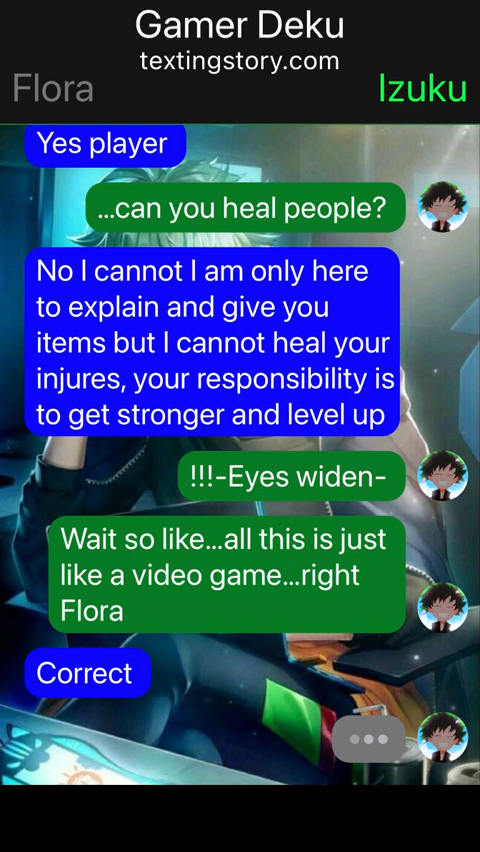 Gamer Deku
textingstory.com
Flora
Izuku
Yes player
...can you heal people?
No I cannot I am only here
to explain and give you
items but I cannot heal your
injures, your responsibility is
to get stronger and level up
!!!-Eyes widen-
Wait so like...all this is just
like a video game...right
Flora
Correct